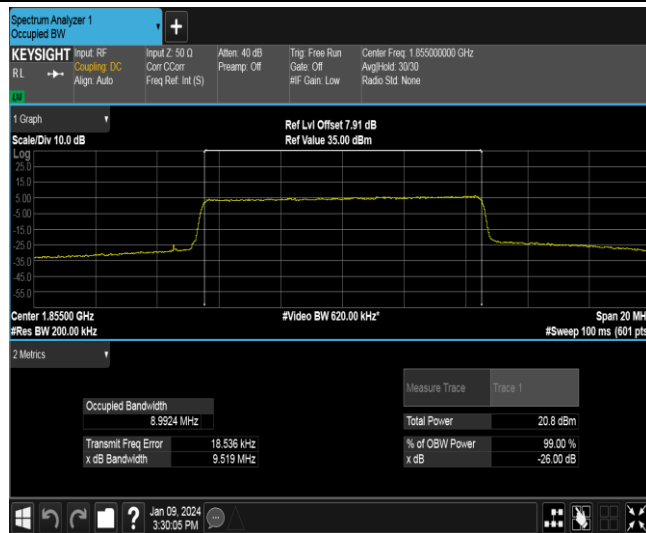 Spectrum Analyzer 1
Occupied BW
+
KEYSIGHT
RL
LXI
Input: RF
Coupling: DC
Align: Auto
Input Z: 50 Ω
Corr CCorr
Freq Ref: Int (S)
Atten: 40 dB
Preamp: Off
Trig: Free Run
Gate: Off
#IF Gain: Low
Center Freq: 1.855000000 GHz
Avg|Hold: 30/30
Radio Std: None
1 Graph
Scale/Div 10.0 dB
Ref Lvl Offset 7.91 dB
Ref Value 35.00 dBm
Log
25.0
15.0
5.00
-5.00
-15.0
-25.0
-35.0
-45.0
-55.0
Center 1.85500 GHz
#Res BW 200.00 kHz
#Video BW 620.00 kHz*
Span 20 MH
#Sweep 100 ms (601 pts
2 Metrics
Measure Trace Trace 1
Occupied Bandwidth
8.9924 MHz
Total Power 20.8 dBm
Transmit Freq Error 18.536 kHz
% of OBW Power 99.00 %
x dB Bandwidth 9.519 MHz
x dB -26.00 dB
?
Jan 09, 2024
3:30:05 PM